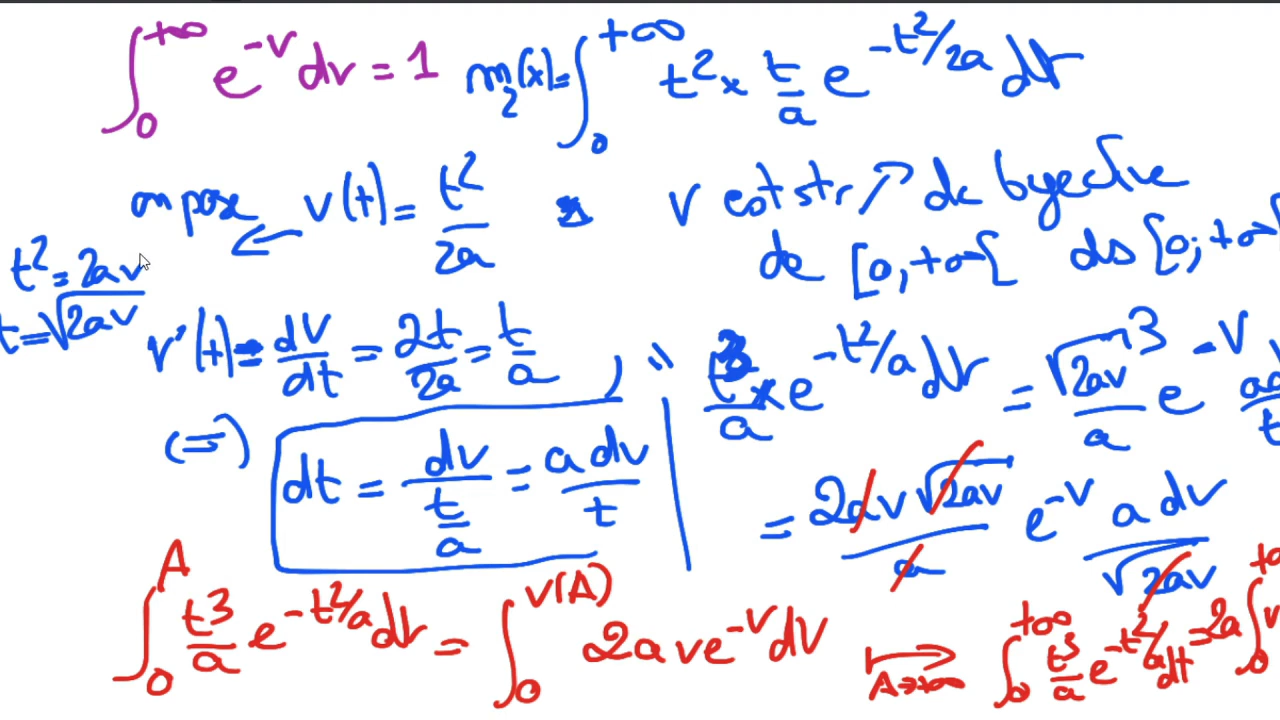 ∫₀^{+∞} e^{-v} dv = 1   m₂(x) = ∫₀^{+∞} t² × t/a e^{-t²/2a} dt
on pose v(t) = t²/2a   v est str ↗ de bijective
t² = 2av   de [0, +∞[ ds [0; +∞[
t = √2av   v'(t) = dv/dt = 2t/2a = t/a   t³/a × e^{-t²/a} dt = √2av³/a e^{-v}
(⇒) dt = dv/(t/a) = a dv/t   = 2av√2av/a e^{-v} a dv/√2av
∫₀^A t³/a e^{-t²/a} dt = ∫₀^{v(A)} 2a v e^{-v} dv ↦_{A→+∞} ∫₀^{+∞} t³/a e^{-t²/a} dt = 2a ∫₀